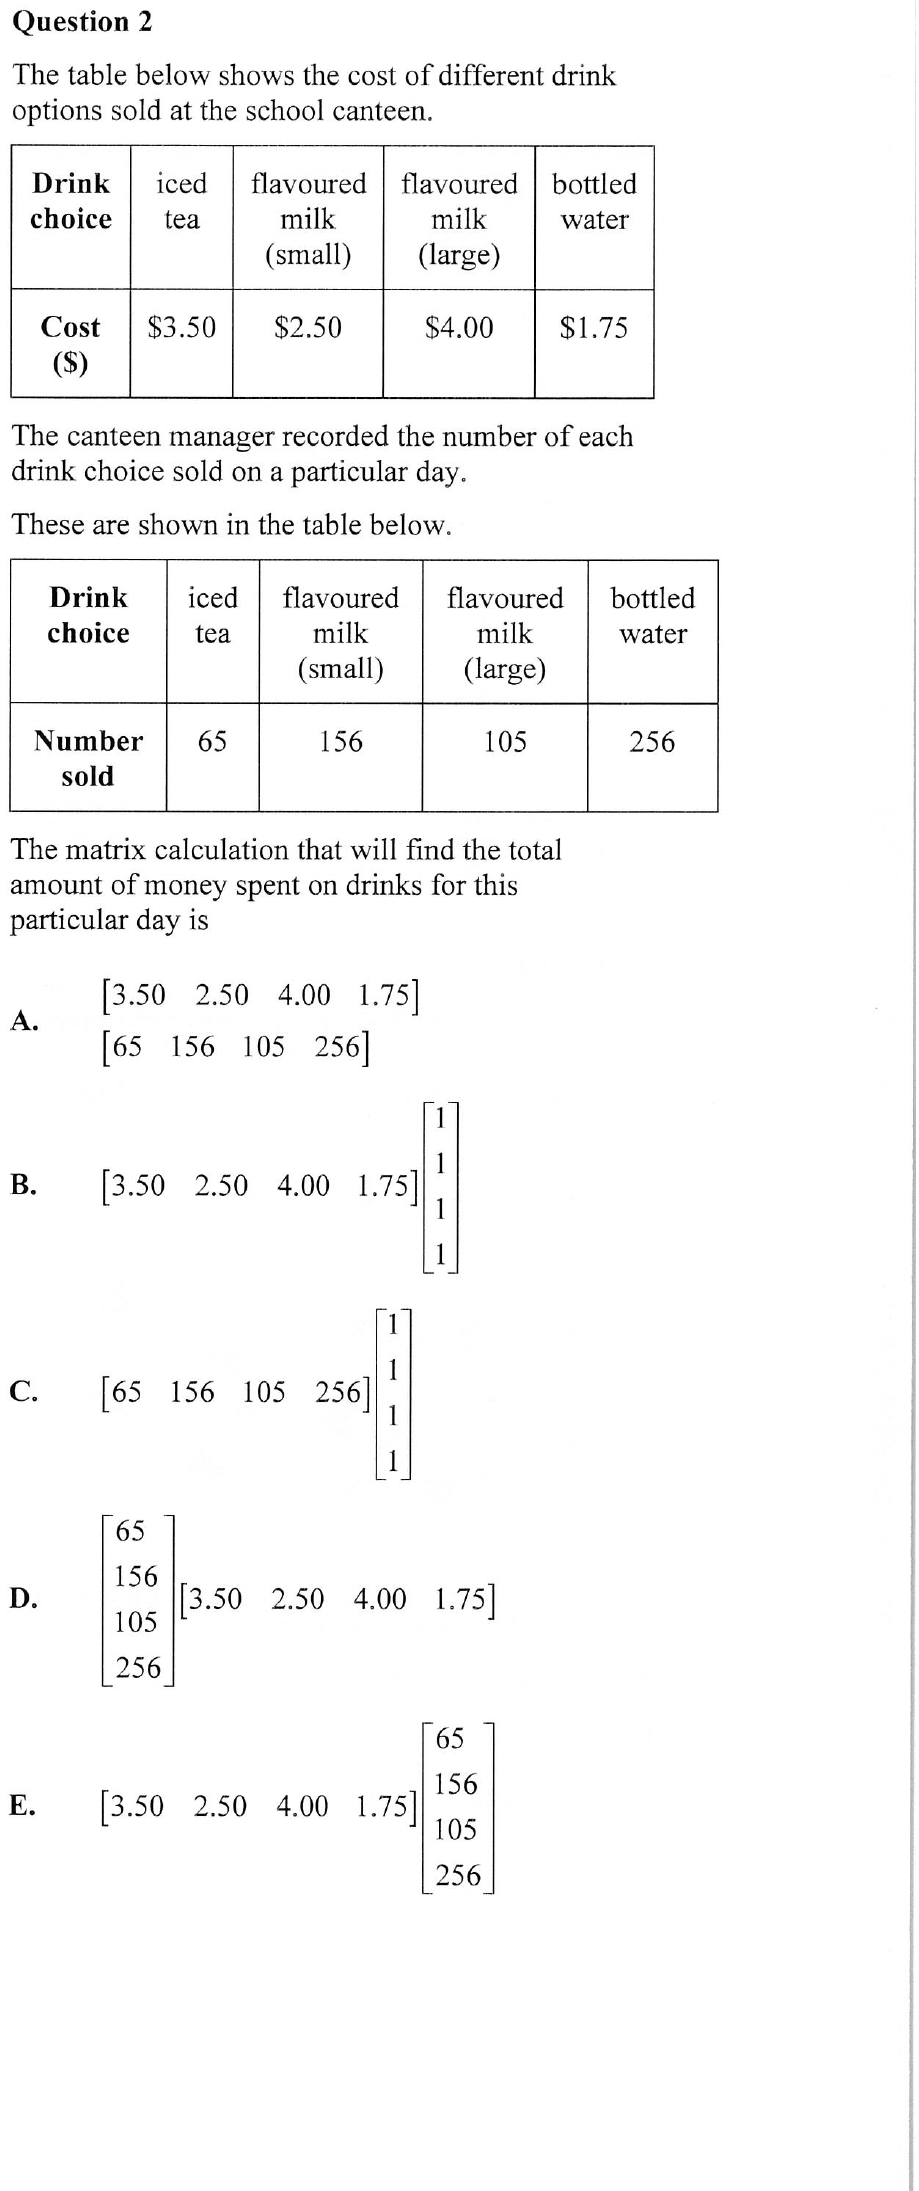 Question 2
The table below shows the cost of different drink
options sold at the school canteen.
Drink choice iced tea flavoured milk (small) flavoured milk (large) bottled water
Cost ($) $3.50 $2.50 $4.00 $1.75
The canteen manager recorded the number of each
drink choice sold on a particular day.
These are shown in the table below.
Drink choice iced tea flavoured milk (small) flavoured milk (large) bottled water
Number sold 65 156 105 256
The matrix calculation that will find the total
amount of money spent on drinks for this
particular day is
A. [3.50 2.50 4.00 1.75]
[65 156 105 256]
B. [3.50 2.50 4.00 1.75] [1 1 1 1]
C. [65 156 105 256] [1 1 1 1]
D. [65 156 105 256] [3.50 2.50 4.00 1.75]
E. [3.50 2.50 4.00 1.75] [65 156 105 256]